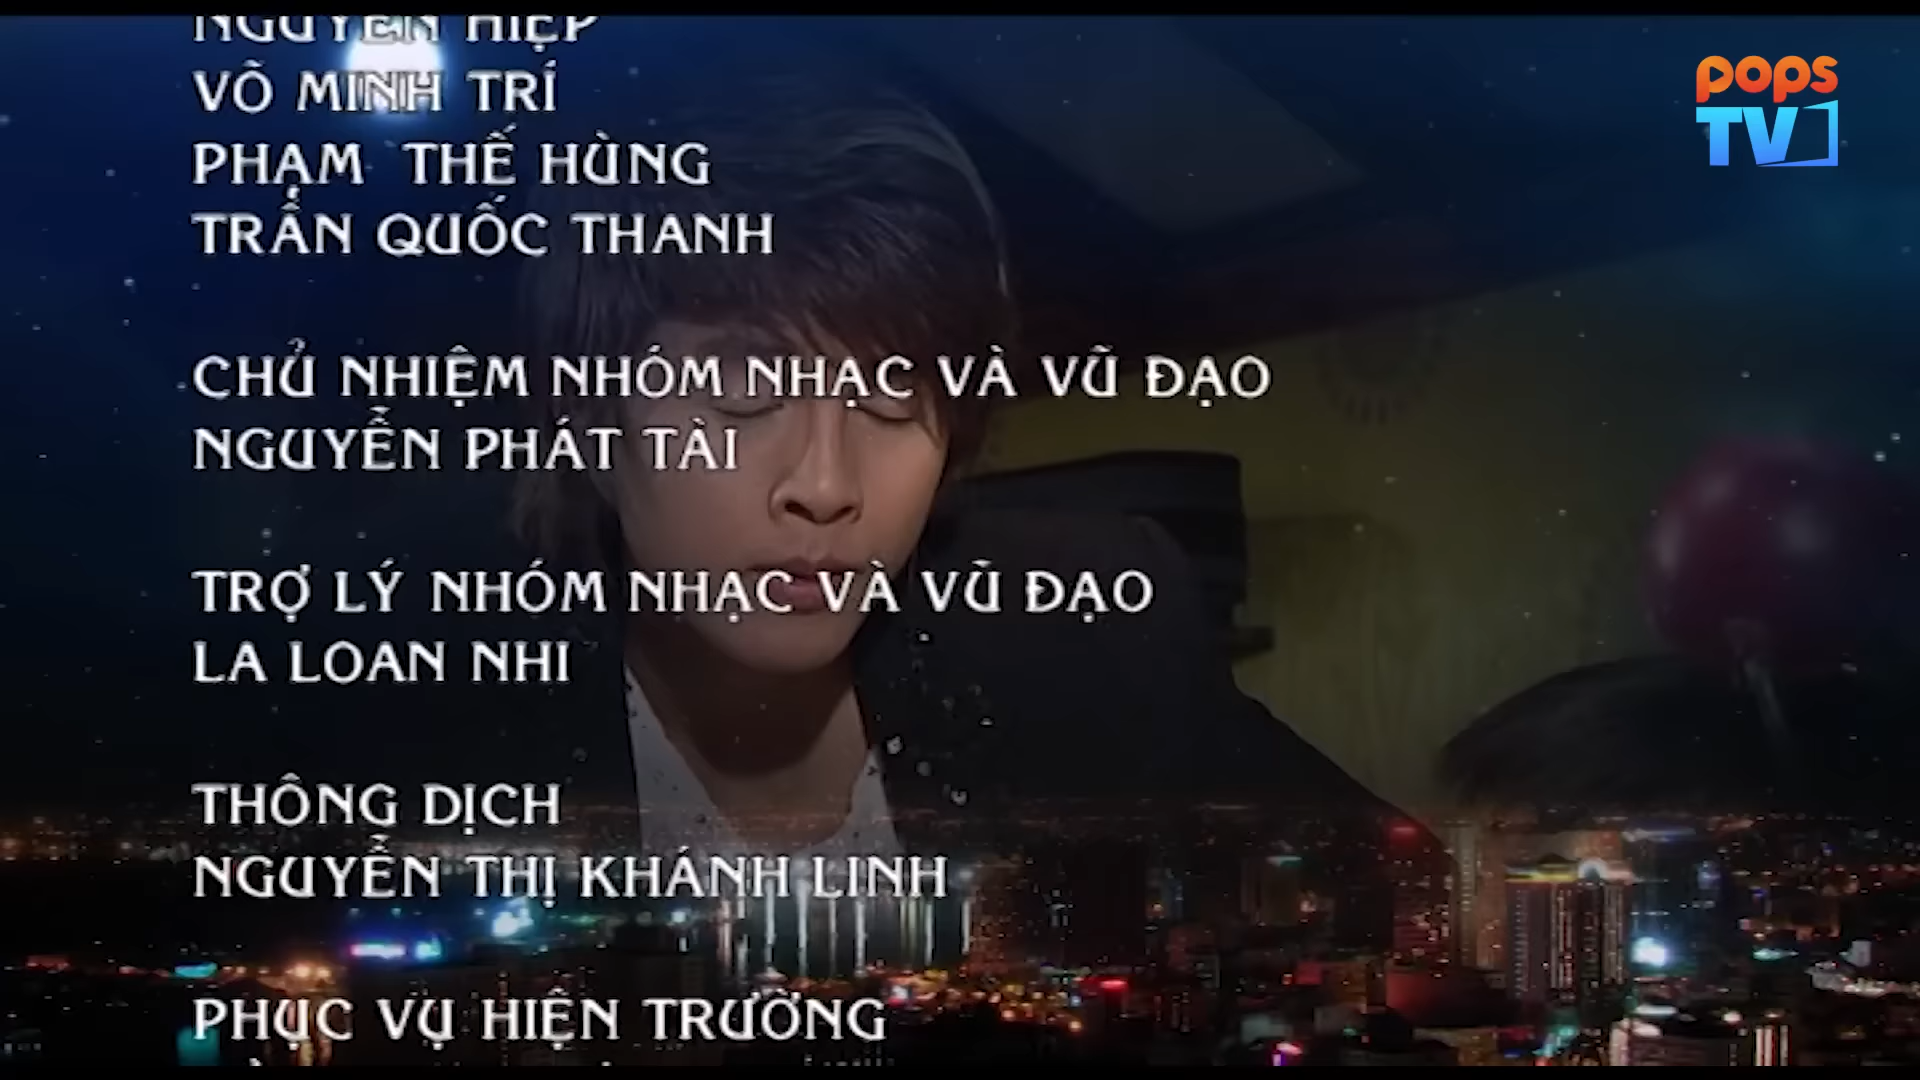 NGUYỄN HIỆP
VÕ MINH TRÍ
PHẠM THẾ HÙNG
TRẦN QUỐC THANH
CHỦ NHIỆM NHÓM NHẠC VÀ VŨ ĐẠO
NGUYỄN PHÁT TÀI
TRỢ LÝ NHÓM NHẠC VÀ VŨ ĐẠO
LA LOAN NHI
THÔNG DỊCH
NGUYỄN THỊ KHÁNH LINH
PHỤC VỤ HIỆN TRƯỜNG
POPS
TV